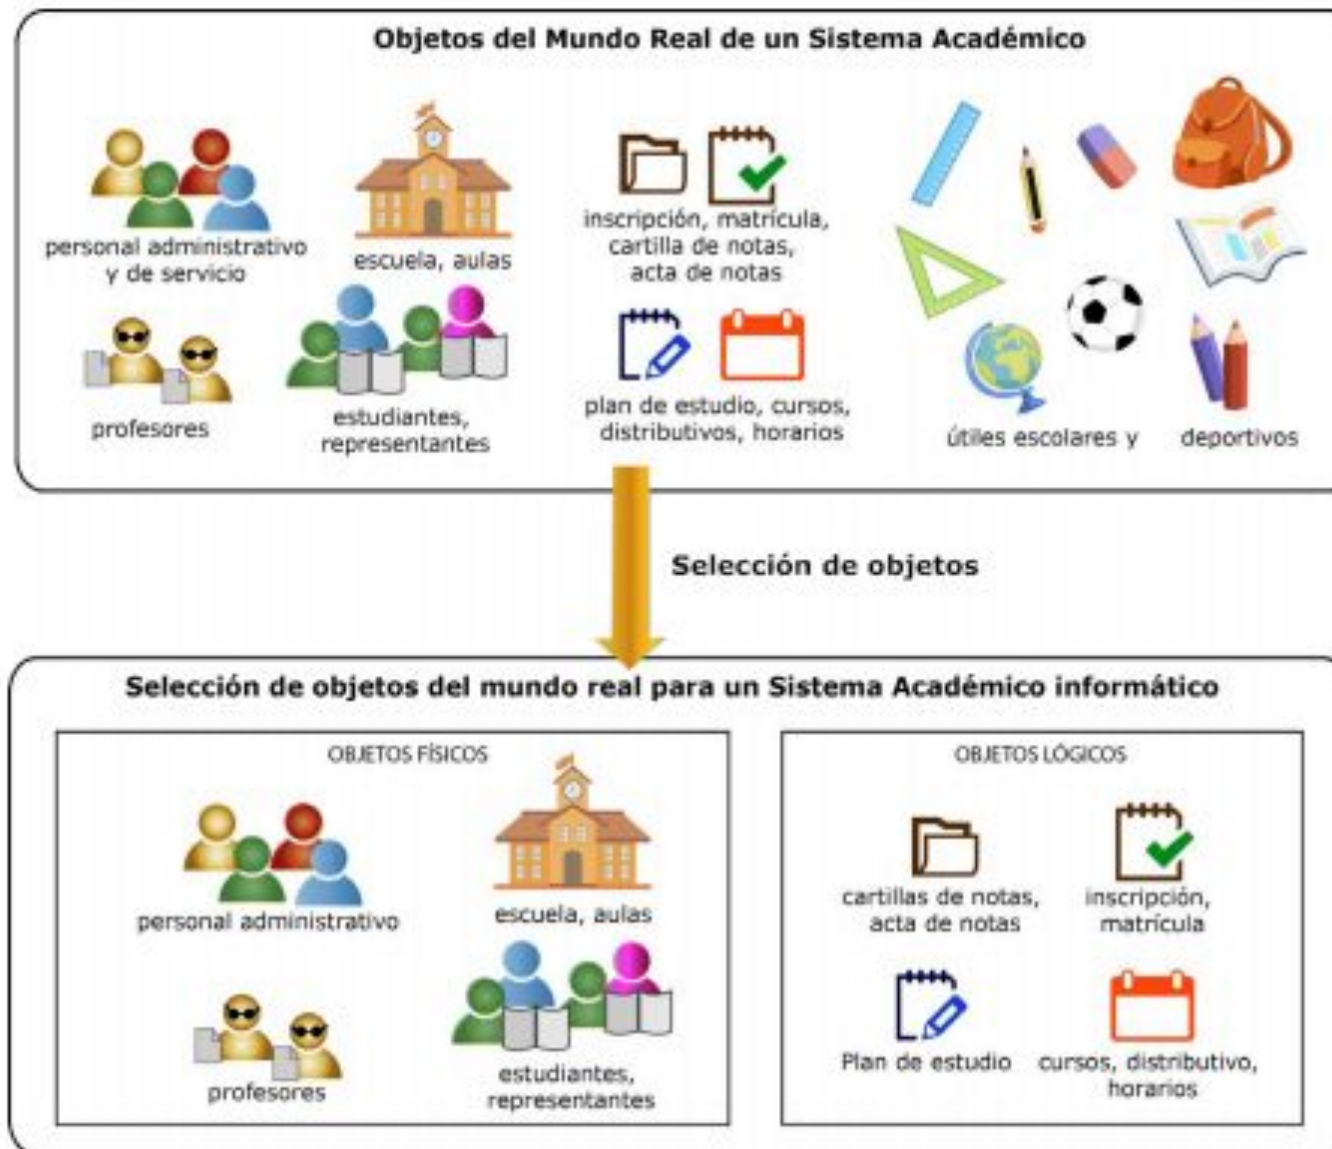 Objetos del Mundo Real de un Sistema Académico
personal administrativo
y de servicio
escuela, aulas
inscripción, matrícula,
cartilla de notas,
acta de notas
profesores
estudiantes,
representantes
plan de estudio, cursos,
distributivos, horarios
útiles escolares y deportivos
Selección de objetos
Selección de objetos del mundo real para un Sistema Académico informático
OBJETOS FÍSICOS
personal administrativo
escuela, aulas
profesores
estudiantes,
representantes
OBJETOS LÓGICOS
cartillas de notas,
acta de notas
inscripción,
matrícula
Plan de estudio
cursos, distributivo,
horarios